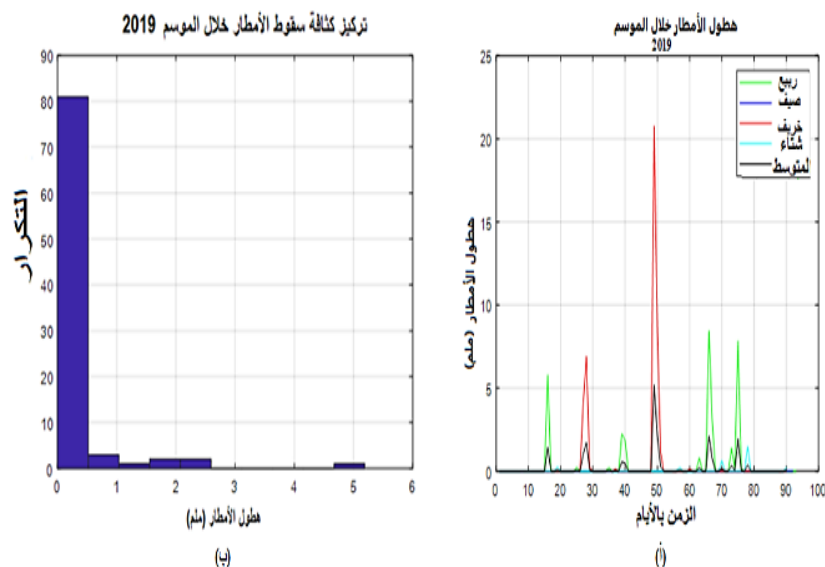 هطول الأمطار خلال الموسم
2019
25
20
15
10
5
0
0 10 20 30 40 50 60 70 80 90 100
ربيع
صيف
خريف
شتاء
المتوسط
هطول الأمطار (ملم)
الزمن بالأيام
(أ)
تركيز كثافة سقوط الأمطار خلال الموسم 2019
90
80
70
60
50
40
30
20
10
0
0 1 2 3 4 5 6
التكرار
هطول الأمطار (ملم)
(ب)